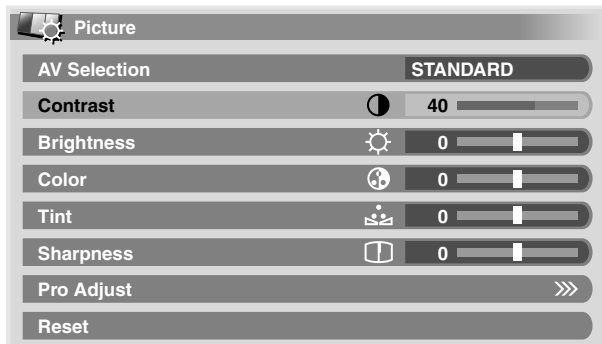 Picture
AV Selection STANDARD
Contrast 40
Brightness 0
Color 0
Tint 0
Sharpness 0
Pro Adjust
Reset